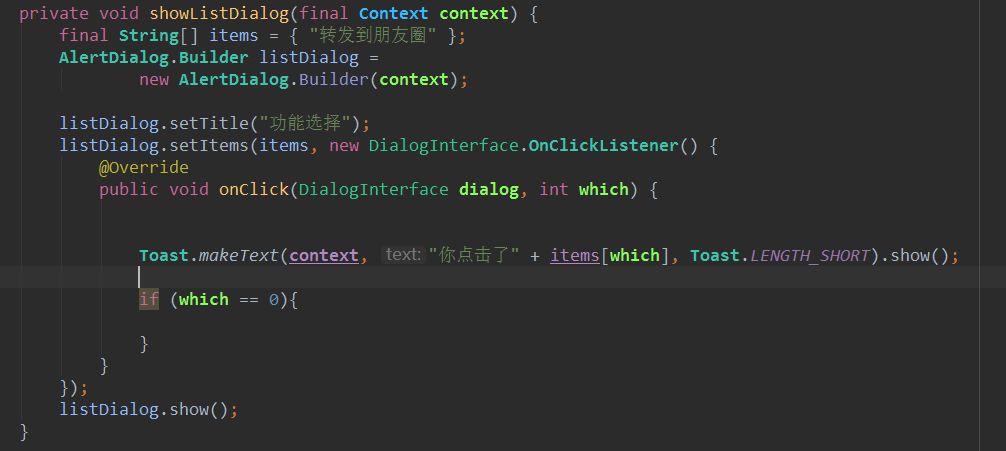 private void showListDialog(final Context context) {
final String[] items = { "转发到朋友圈" };
AlertDialog.Builder listDialog =
new AlertDialog.Builder(context);
listDialog.setTitle("功能选择");
listDialog.setItems(items, new DialogInterface.OnClickListener() {
@Override
public void onClick(DialogInterface dialog, int which) {
Toast.makeText(context, text: "你点击了" + items[which], Toast.LENGTH_SHORT).show();
if (which == 0){
}
}
});
listDialog.show();
}